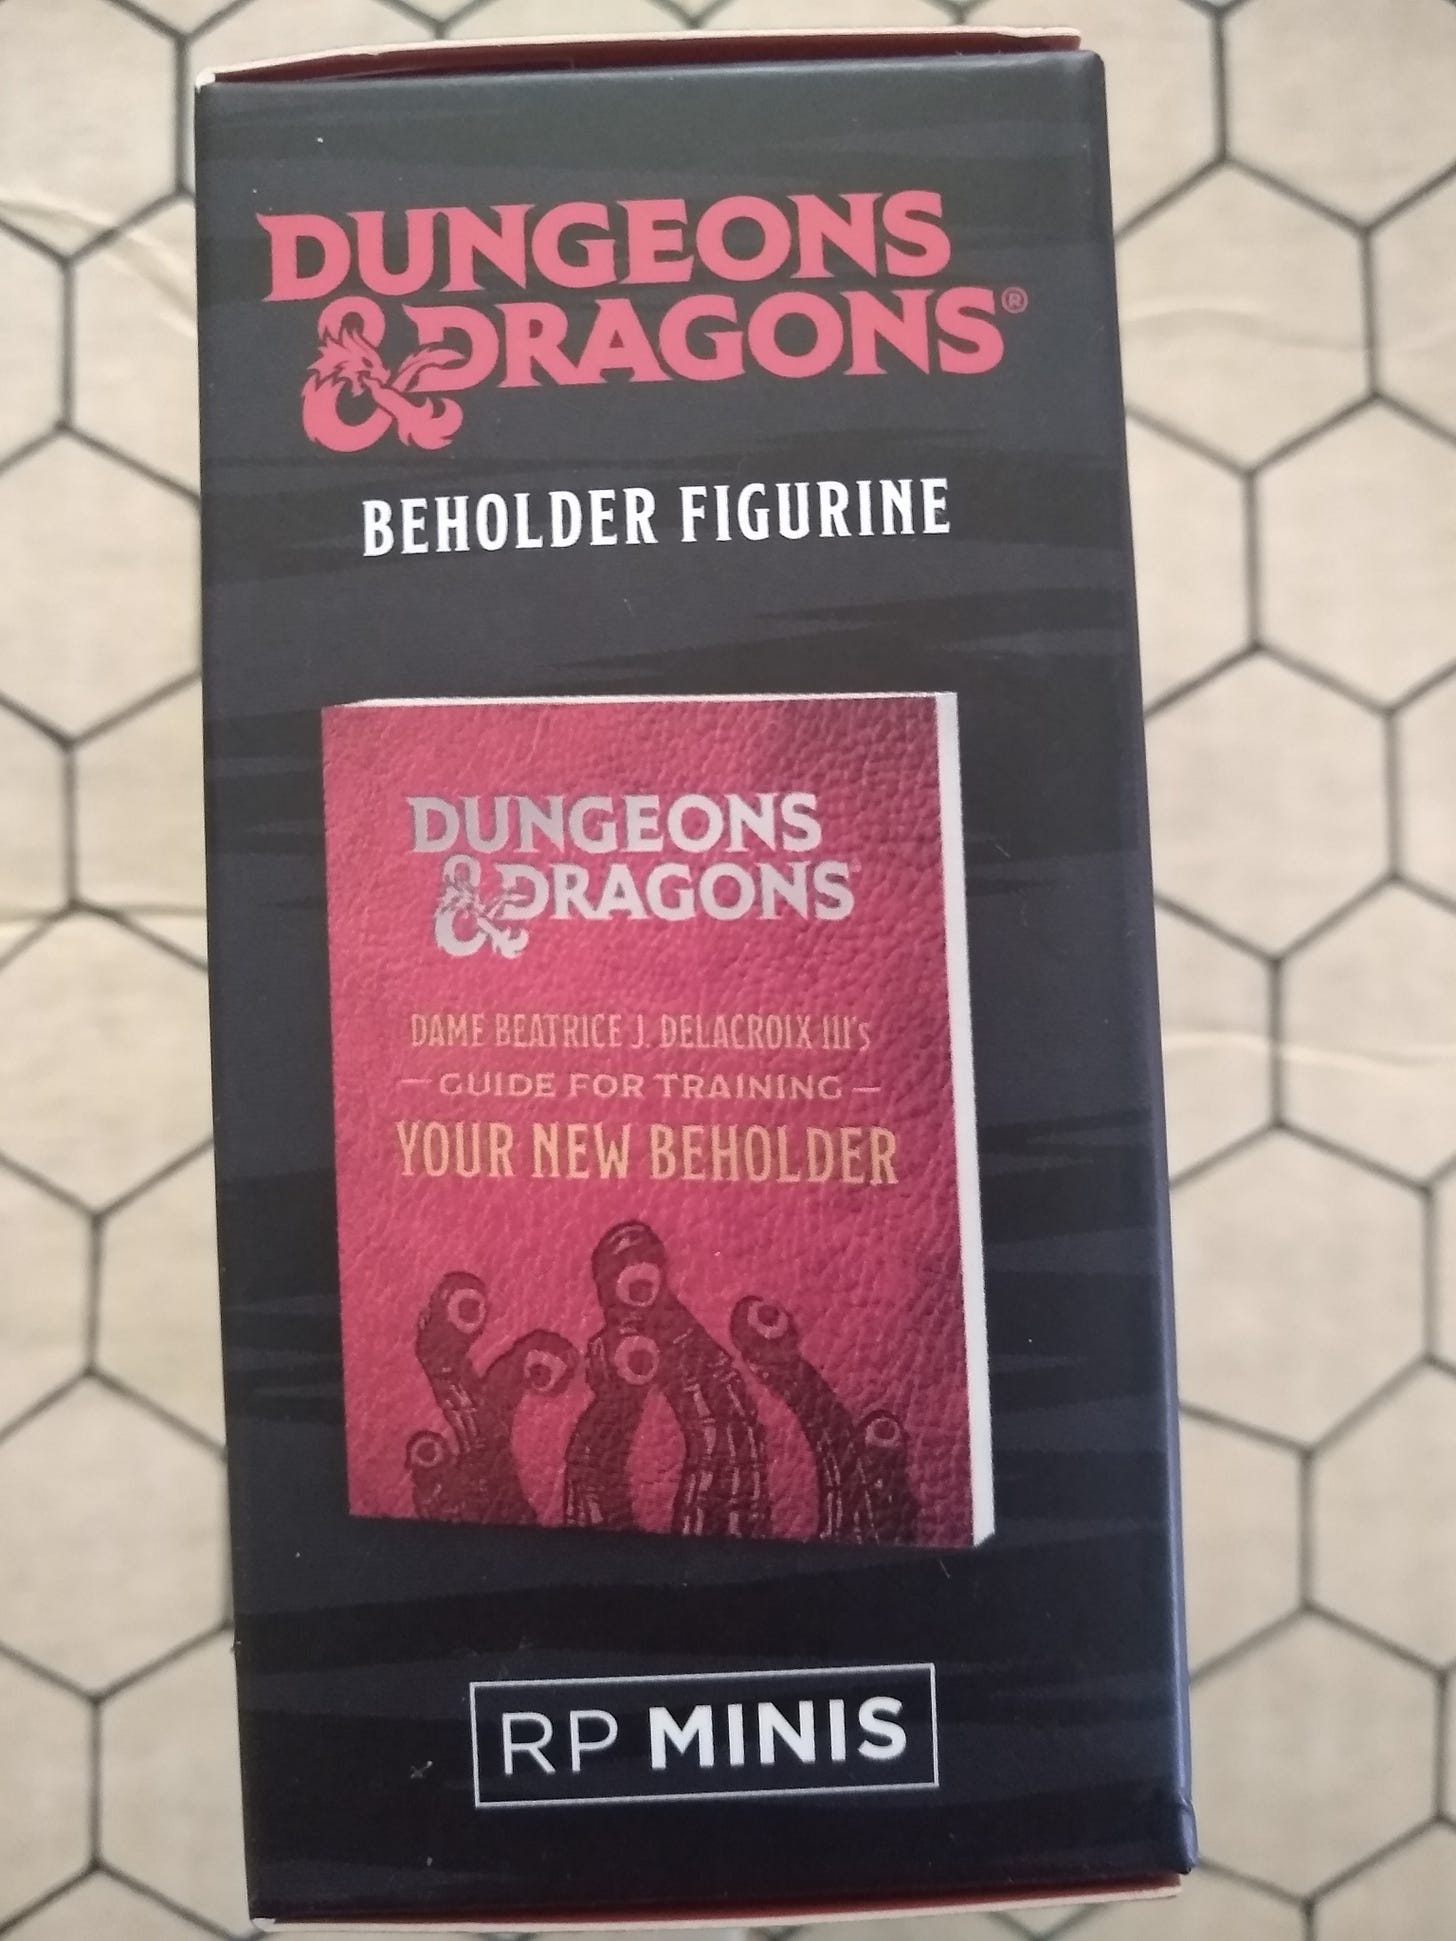 DUNGEONS
& DRAGONS®
BEHOLDER FIGURINE
DUNGEONS
& DRAGONS
DAME BEATRICE J. DELACROIX III's
— GUIDE FOR TRAINING —
YOUR NEW BEHOLDER
RP MINIS